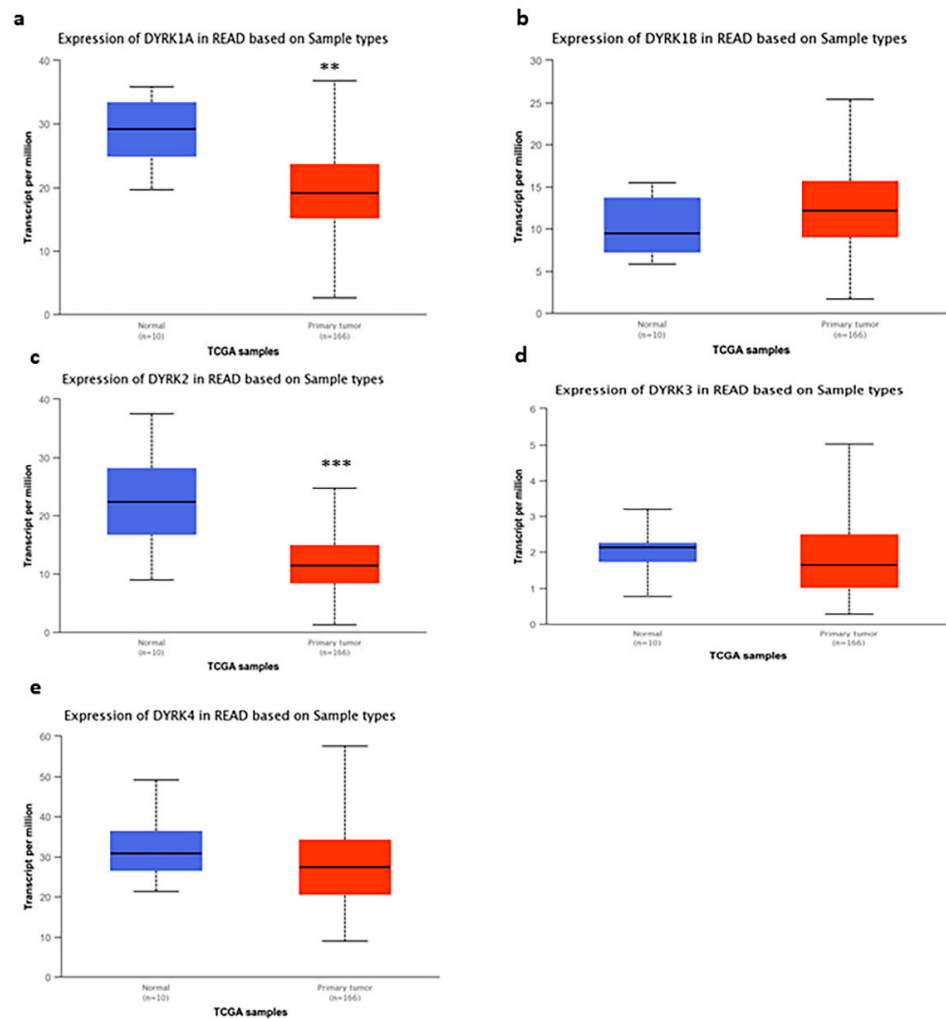 a
Expression of DYRK1A in READ based on Sample types
40
30
20
10
0
Transcript per million
**
Normal
(n=10)
Primary tumor
(n=166)
TCGA samples
b
Expression of DYRK1B in READ based on Sample types
30
25
20
15
10
5
0
Transcript per million
Normal
(n=10)
Primary tumor
(n=166)
TCGA samples
c
Expression of DYRK2 in READ based on Sample types
40
30
20
10
0
Transcript per million
***
Normal
(n=10)
Primary tumor
(n=166)
TCGA samples
d
Expression of DYRK3 in READ based on Sample types
6
5
4
3
2
1
0
Transcript per million
Normal
(n=10)
Primary tumor
(n=166)
TCGA samples
e
Expression of DYRK4 in READ based on Sample types
60
50
40
30
20
10
0
Transcript per million
Normal
(n=10)
Primary tumor
(n=166)
TCGA samples